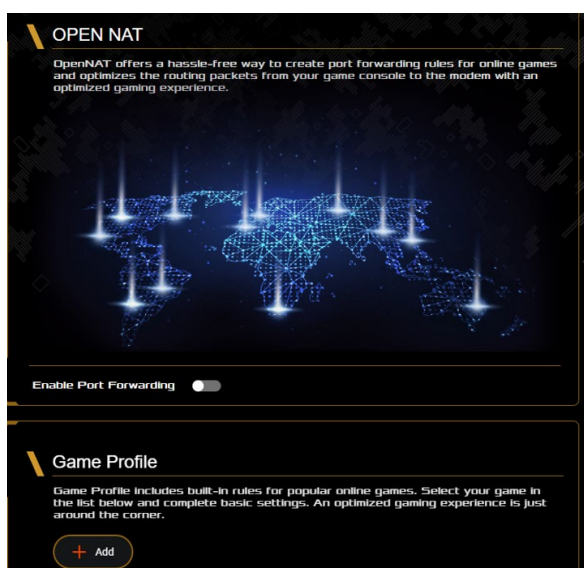 OPEN NAT
OpenNAT offers a hassle-free way to create port forwarding rules for online games
and optimizes the routing packets from your game console to the modem with an
optimized gaming experience.
Enable Port Forwarding
Game Profile
Game Profile includes built-in rules for popular online games. Select your game in
the list below and complete basic settings. An optimized gaming experience is just
around the corner.
+ Add